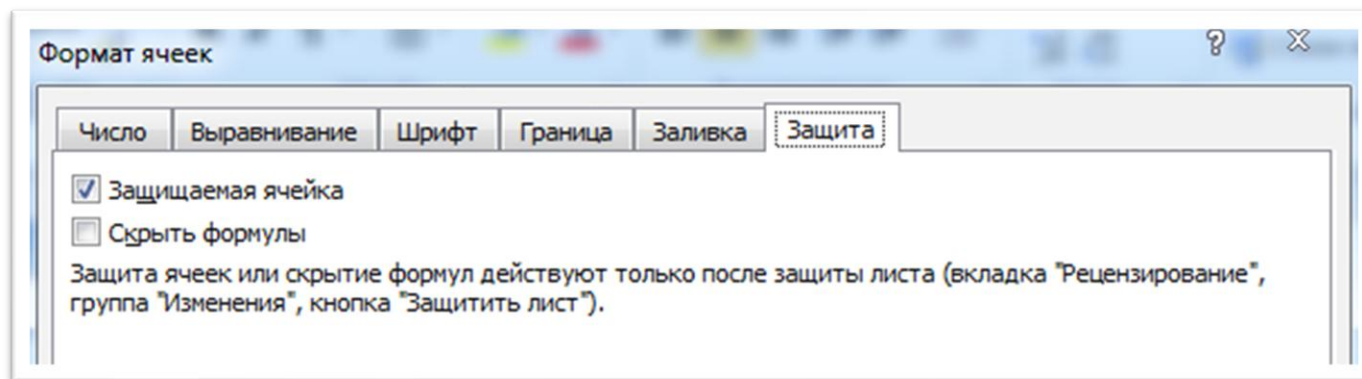 Формат ячеек
Число Выравнивание Шрифт Граница Заливка Защита
Защищаемая ячейка
Скрыть формулы
Защита ячеек или скрытие формул действуют только после защиты листа (вкладка "Рецензирование",
группа "Изменения", кнопка "Защитить лист").